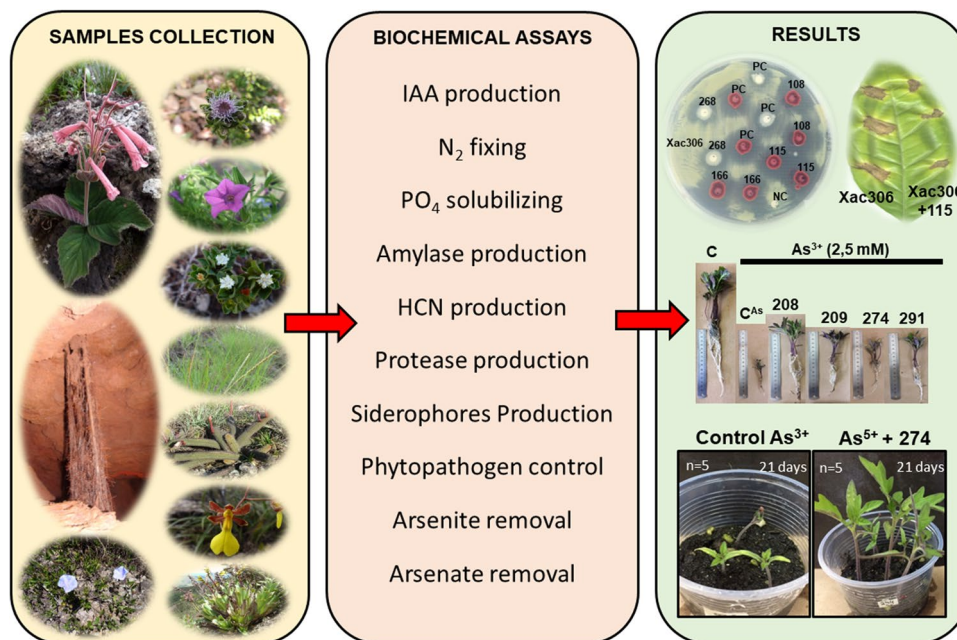 SAMPLES COLLECTION
BIOCHEMICAL ASSAYS
IAA production
N₂ fixing
PO₄ solubilizing
Amylase production
HCN production
Protease production
Siderophores Production
Phytopathogen control
Arsenite removal
Arsenate removal
RESULTS
PC
PC
108
268
PC
Xac306
268
PC
108
115
166
166
115
NC
Xac306
Xac306
+115
C
As³⁺ (2,5 mM)
Cᴬˢ
208
209
274
291
Control As³⁺
As⁵⁺ + 274
n=5
21 days
n=5
21 days